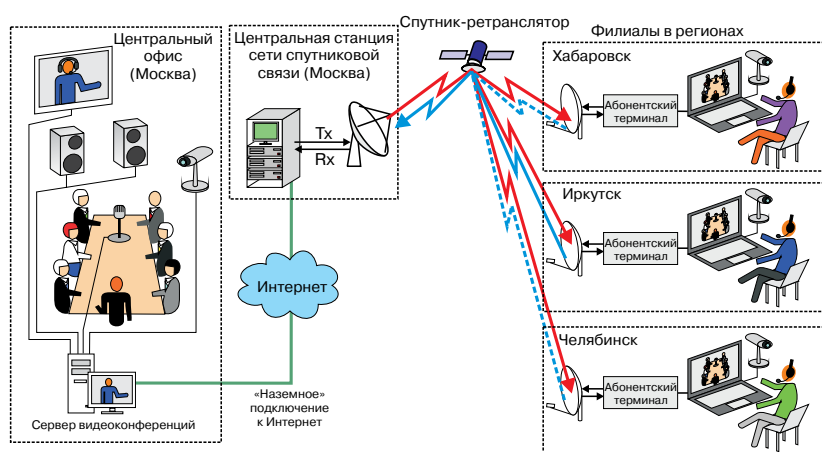 Центральный
офис
(Москва)
Сервер видеоконференций
Центральная станция
сети спутниковой
связи (Москва)
Tx
Rx
Интернет
«Наземное»
подключение
к Интернет
Спутник-ретранслятор
Филиалы в регионах
Хабаровск
Абонентский
терминал
Иркутск
Абонентский
терминал
Челябинск
Абонентский
терминал